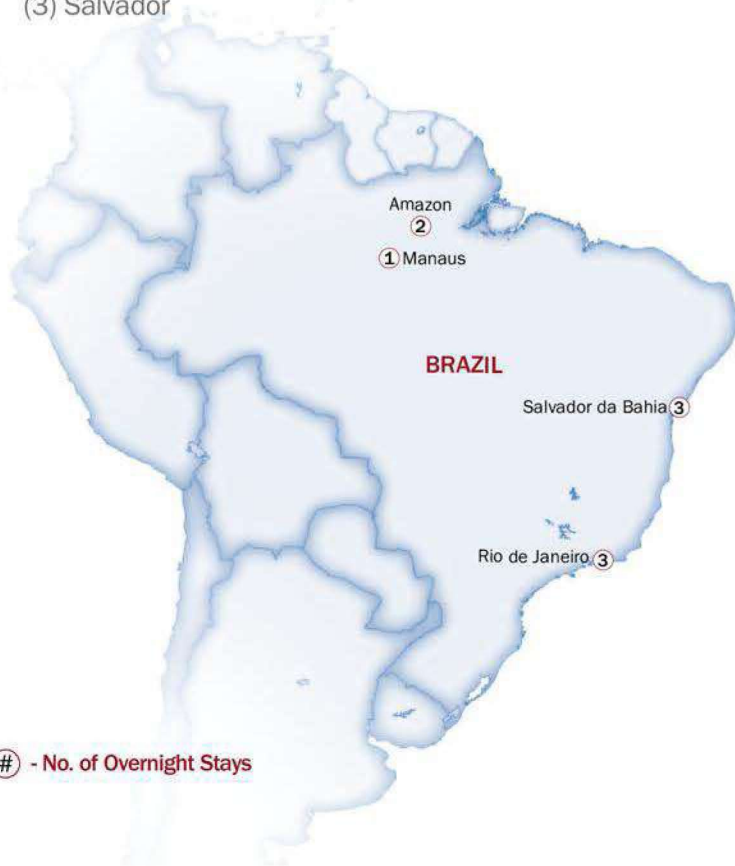 (3) Salvador
Amazon
2
1 Manaus
BRAZIL
Salvador da Bahia 3
Rio de Janeiro 3
# - No. of Overnight Stays